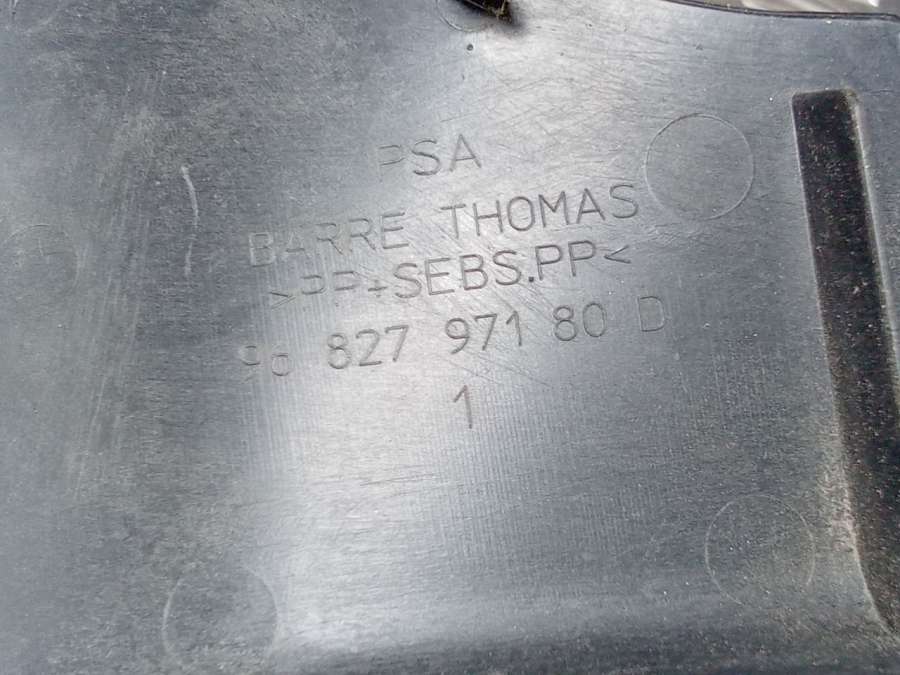 PSA
BARRE THOMAS
>PP+SEBS.PP<
96 827 971 80 D
1